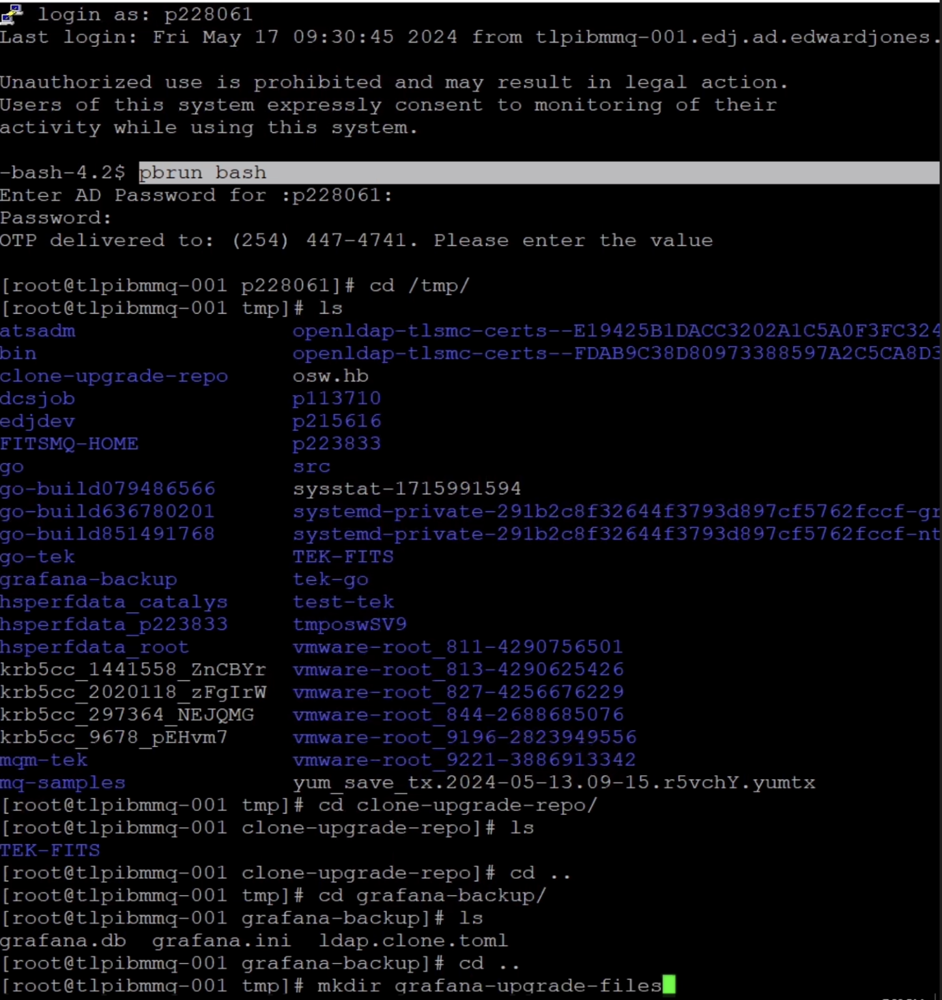 login as: p228061
Last login: Fri May 17 09:30:45 2024 from tlpibmmq-001.edj.ad.edwardjones.

Unauthorized use is prohibited and may result in legal action.
Users of this system expressly consent to monitoring of their
activity while using this system.

-bash-4.2$ pbrun bash
Enter AD Password for :p228061:
Password:
OTP delivered to: (254) 447-4741. Please enter the value

[root@tlpibmmq-001 p228061]# cd /tmp/
[root@tlpibmmq-001 tmp]# ls
atsadm openldap-tlsmc-certs--E19425B1DACC3202A1C5A0F3FC324
bin openldap-tlsmc-certs--FDAB9C38D80973388597A2C5CA8D3
clone-upgrade-repo osw.hb
dcsjob p113710
edjdev p215616
FITSMQ-HOME p223833
go src
go-build079486566 sysstat-1715991594
go-build636780201 systemd-private-291b2c8f32644f3793d897cf5762fccf-gr
go-build851491768 systemd-private-291b2c8f32644f3793d897cf5762fccf-nt
go-tek TEK-FITS
grafana-backup tek-go
hsperfdata_catalys test-tek
hsperfdata_p223833 tmposwSV9
hsperfdata_root vmware-root_811-4290756501
krb5cc_1441558_ZnCBYr vmware-root_813-4290625426
krb5cc_2020118_zFgIrW vmware-root_827-4256676229
krb5cc_297364_NEJQMG vmware-root_844-2688685076
krb5cc_9678_pEHvm7 vmware-root_9196-2823949556
mqm-tek vmware-root_9221-3886913342
mq-samples yum_save_tx.2024-05-13.09-15.r5vchY.yumtx
[root@tlpibmmq-001 tmp]# cd clone-upgrade-repo/
[root@tlpibmmq-001 clone-upgrade-repo]# ls
TEK-FITS
[root@tlpibmmq-001 clone-upgrade-repo]# cd ..
[root@tlpibmmq-001 tmp]# cd grafana-backup/
[root@tlpibmmq-001 grafana-backup]# ls
grafana.db grafana.ini ldap.clone.toml
[root@tlpibmmq-001 grafana-backup]# cd ..
[root@tlpibmmq-001 tmp]# mkdir grafana-upgrade-files